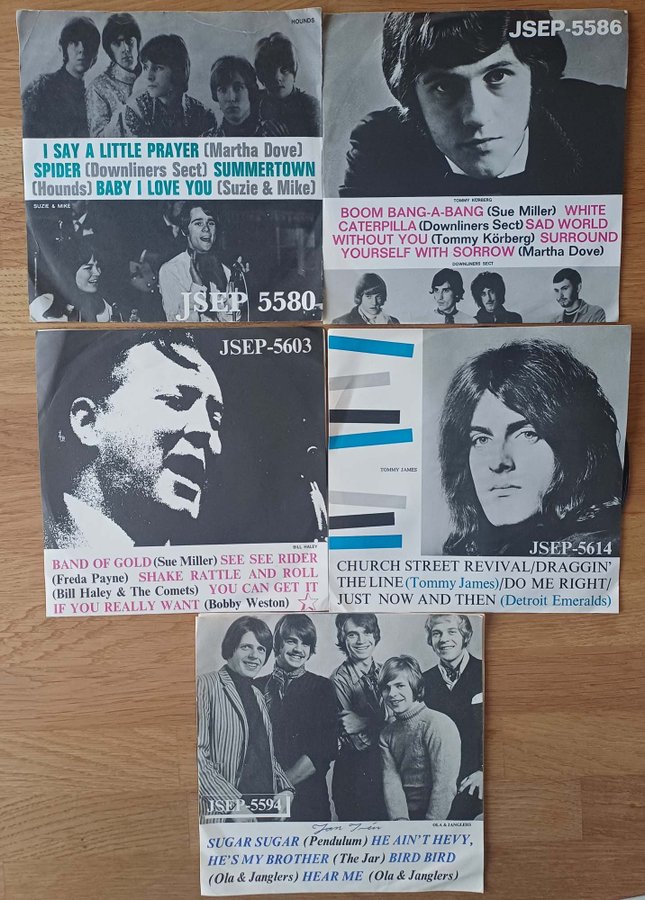 HOUNDS
I SAY A LITTLE PRAYER (Martha Dove)
SPIDER (Downliners Sect) SUMMERTOWN
(Hounds) BABY I LOVE YOU (Suzie & Mike)
SUZIE & MIKE
JSEP 5580
JSEP-5586
TOMMY KÖRBERG
BOOM BANG-A-BANG (Sue Miller) WHITE
CATERPILLA (Downliners Sect) SAD WORLD
WITHOUT YOU (Tommy Körberg) SURROUND
YOURSELF WITH SORROW (Martha Dove)
DOWNLINERS SECT
JSEP-5603
BILL HALEY
BAND OF GOLD (Sue Miller) SEE SEE RIDER
(Freda Payne) SHAKE RATTLE AND ROLL
(Bill Haley & The Comets) YOU CAN GET IT
IF YOU REALLY WANT (Bobby Weston)
TOMMY JAMES
JSEP-5614
CHURCH STREET REVIVAL/DRAGGIN'
THE LINE (Tommy James)/DO ME RIGHT/
JUST NOW AND THEN (Detroit Emeralds)
JSEP-5594
OLA & JANGLERS
SUGAR SUGAR (Pendulum) HE AIN'T HEVY,
HE'S MY BROTHER (The Jar) BIRD BIRD
(Ola & Janglers) HEAR ME (Ola & Janglers)